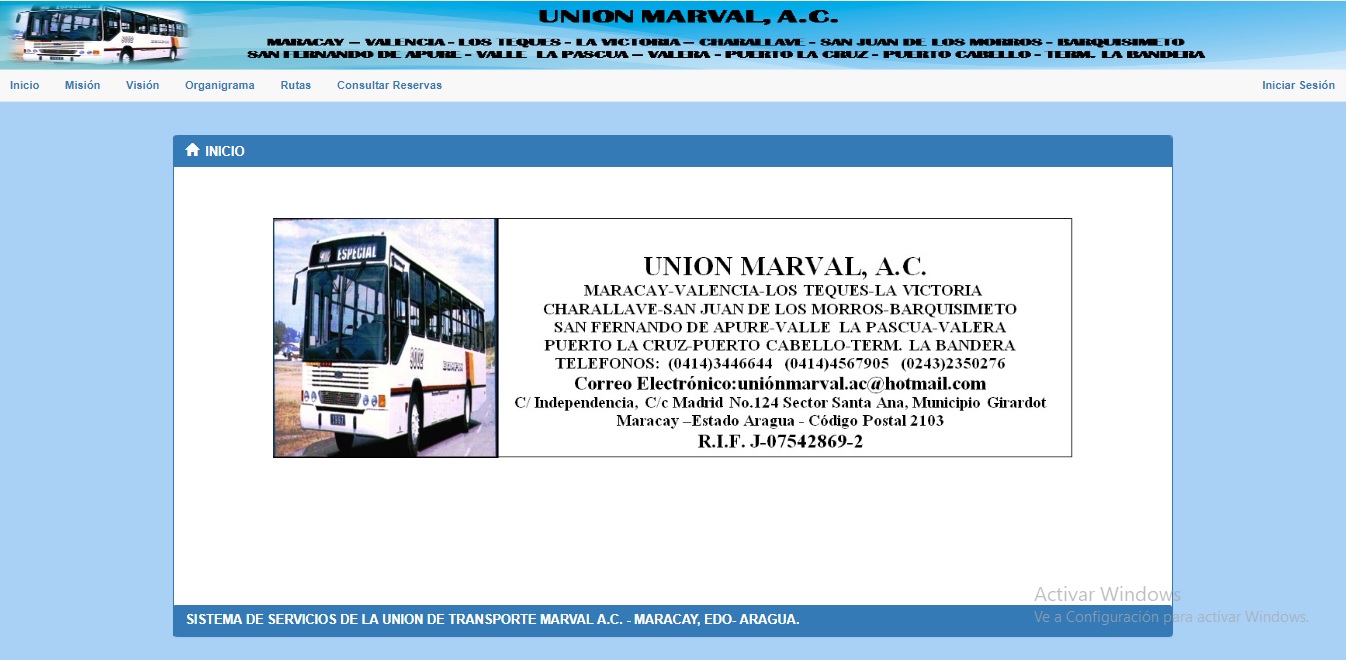 UNION MARVAL, A.C.
MARACAY – VALENCIA - LOS TEQUES - LA VICTORIA – CHARALLAVE - SAN JUAN DE LOS MORROS - BARQUISIMETO
SAN FERNANDO DE APURE - VALLE LA PASCUA – VALERA - PUERTO LA CRUZ - PUERTO CABELLO - TERM. LA BANDERA
Inicio Misión Visión Organigrama Rutas Consultar Reservas Iniciar Sesión
INICIO
ESPECIAL
UNION MARVAL, A.C.
MARACAY-VALENCIA-LOS TEQUES-LA VICTORIA
CHARALLAVE-SAN JUAN DE LOS MORROS-BARQUISIMETO
SAN FERNANDO DE APURE-VALLE LA PASCUA-VALERA
PUERTO LA CRUZ-PUERTO CABELLO-TERM. LA BANDERA
TELEFONOS: (0414)3446644 (0414)4567905 (0243)2350276
Correo Electrónico:uniónmarval.ac@hotmail.com
C/ Independencia, C/c Madrid No.124 Sector Santa Ana, Municipio Girardot
Maracay –Estado Aragua - Código Postal 2103
R.I.F. J-07542869-2
Activar Windows
Ve a Configuración para activar Windows.
SISTEMA DE SERVICIOS DE LA UNION DE TRANSPORTE MARVAL A.C. - MARACAY, EDO- ARAGUA.